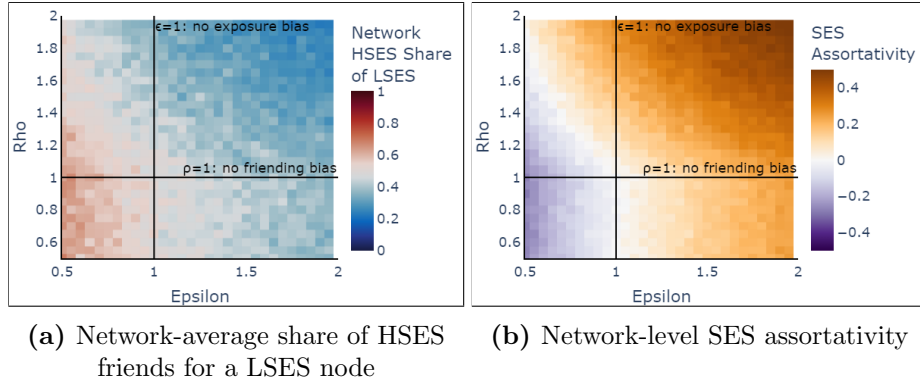 2
1.8
1.6
1.4
1.2
1
0.8
0.6
Rho
0.5
1
1.5
2
Epsilon
ϵ=1: no exposure bias
ρ=1: no friending bias
Network
HSES Share
of LSES
1
0.8
0.6
0.4
0.2
0
(a) Network-average share of HSES
friends for a LSES node
2
1.8
1.6
1.4
1.2
1
0.8
0.6
Rho
0.5
1
1.5
2
Epsilon
ϵ=1: no exposure bias
ρ=1: no friending bias
SES
Assortativity
0.4
0.2
0
−0.2
−0.4
(b) Network-level SES assortativity